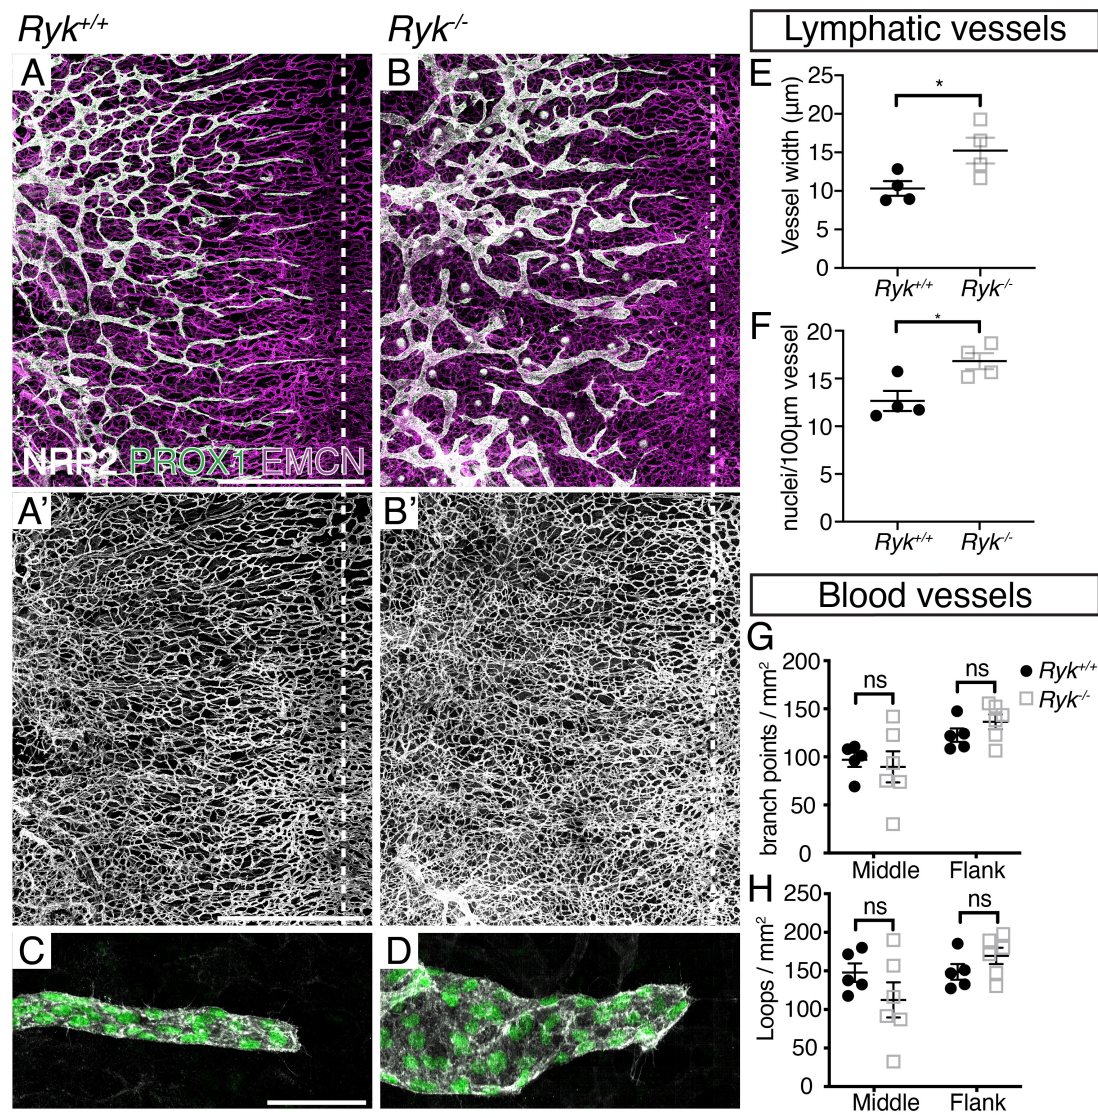 Ryk+/+
Ryk-/-
A
B
NRP2 PROX1 EMCN
A'
B'
C
D
Lymphatic vessels
E
Vessel width (µm)
25
20
15
10
5
0
*
Ryk+/+ Ryk-/-
F
nuclei/100µm vessel
20
15
10
5
0
*
Ryk+/+ Ryk-/-
Blood vessels
G
branch points / mm²
200
150
100
50
0
ns
ns
Ryk+/+
Ryk-/-
Middle Flank
H
Loops / mm²
250
200
150
100
50
0
ns
ns
Middle Flank